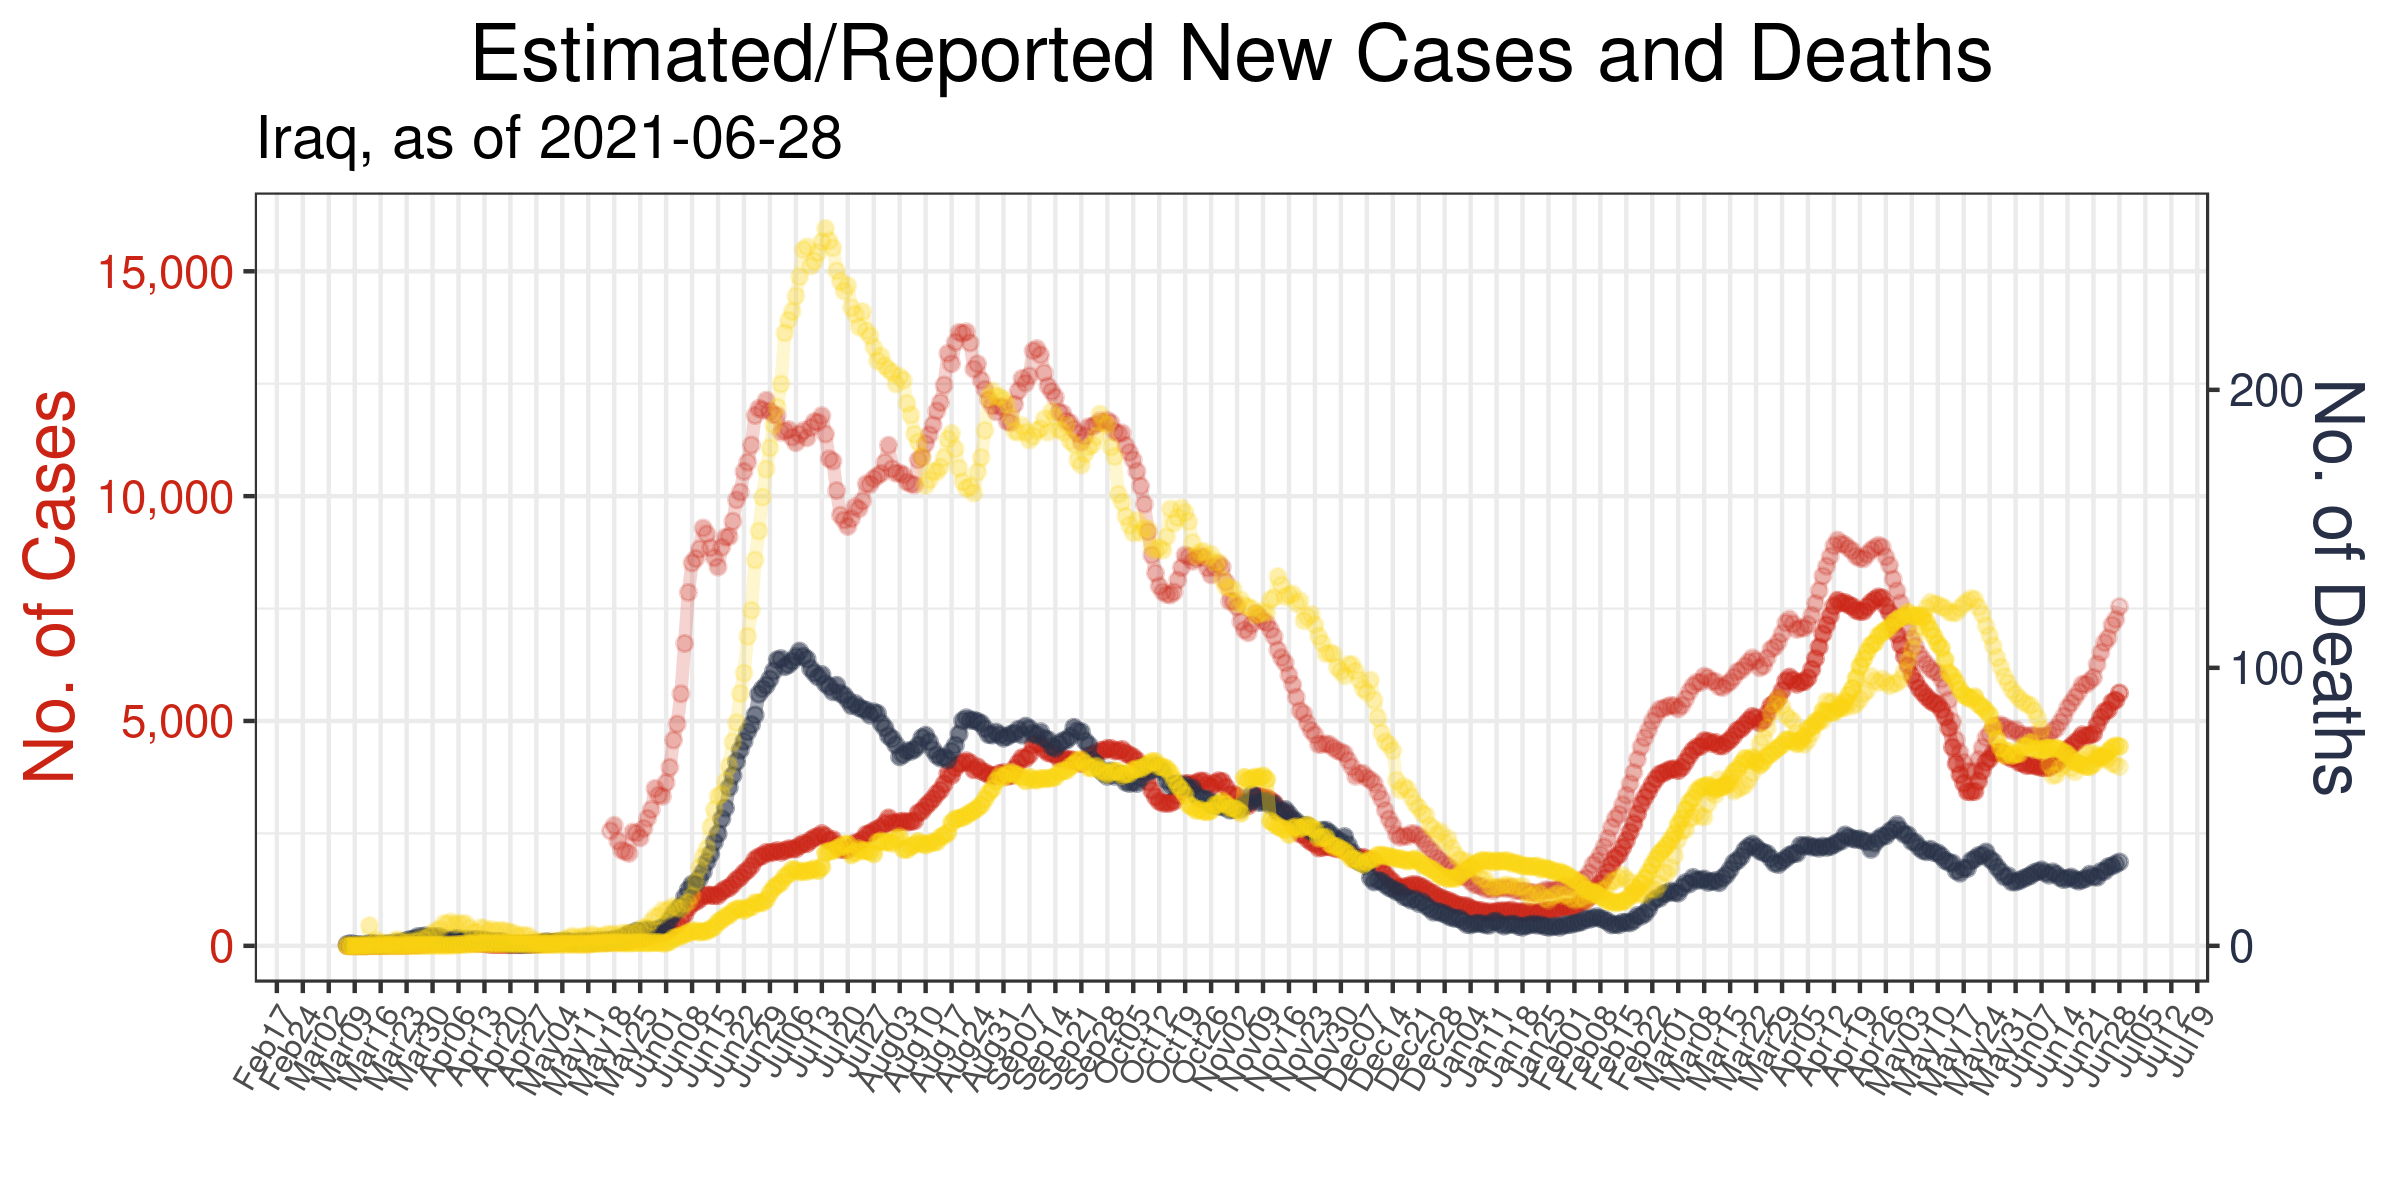 Estimated/Reported New Cases and Deaths
Iraq, as of 2021-06-28
No. of Cases
15,000
10,000
5,000
0
200
100
0
No. of Deaths
Feb17
Feb24
Mar02
Mar09
Mar16
Mar23
Mar30
Apr06
Apr13
Apr20
Apr27
May04
May11
May18
May25
Jun01
Jun08
Jun15
Jun22
Jun29
Jul06
Jul13
Jul20
Jul27
Aug03
Aug10
Aug17
Aug24
Aug31
Sep07
Sep14
Sep21
Sep28
Oct05
Oct12
Oct19
Oct26
Nov02
Nov09
Nov16
Nov23
Nov30
Dec07
Dec14
Dec21
Dec28
Jan04
Jan11
Jan18
Jan25
Feb01
Feb08
Feb15
Feb22
Mar01
Mar08
Mar15
Mar22
Mar29
Apr05
Apr12
Apr19
Apr26
May03
May10
May17
May24
May31
Jun07
Jun14
Jun21
Jun28
Jul05
Jul12
Jul19